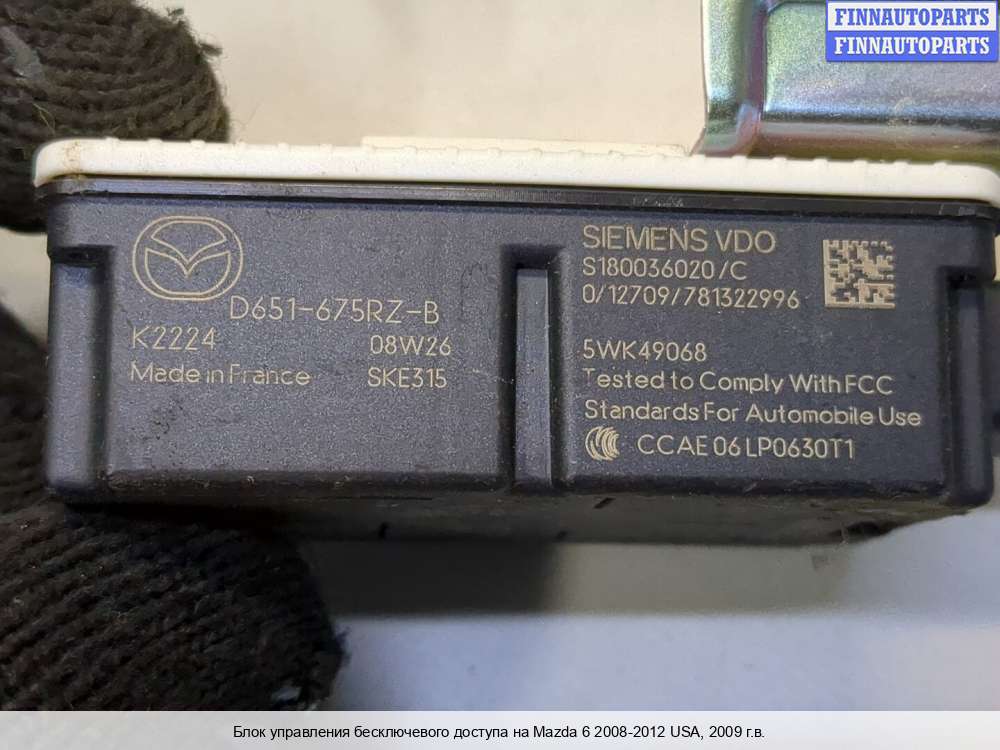 FINNAUTOPARTS
FINNAUTOPARTS
D651-675RZ-B
K2224 08W26
Made in France SKE315
SIEMENS VDO
S180036020/C
0/12709/781322996
5WK49068
Tested to Comply With FCC
Standards For Automobile Use
CCAE 06 LP0630T1
Блок управления бесключевого доступа на Mazda 6 2008-2012 USA, 2009 г.в.